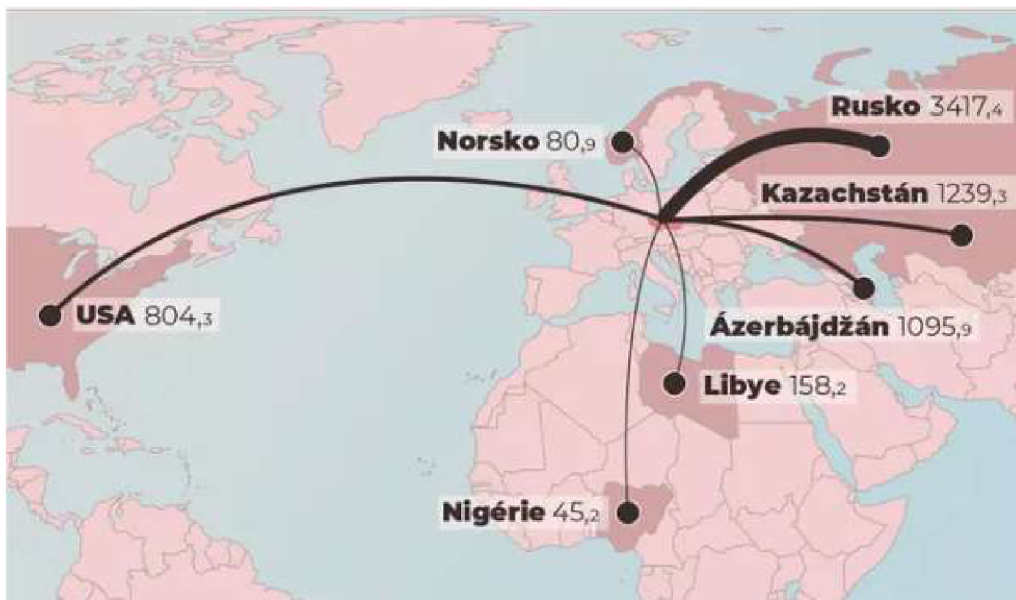 Rusko 3417,4
Norsko 80,9
Kazachstán 1239,3
USA 804,3
Ázerbájdžán 1095,9
Libye 158,2
Nigérie 45,2